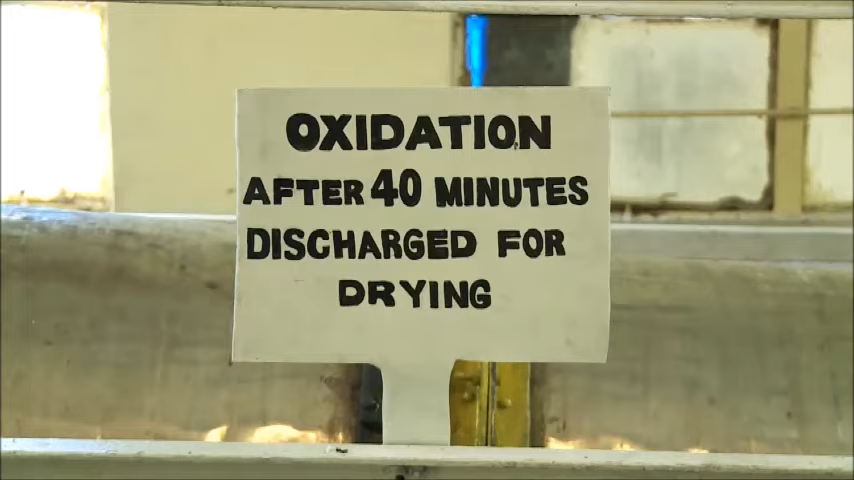 OXIDATION
AFTER 40 MINUTES
DISCHARGED FOR
DRYING